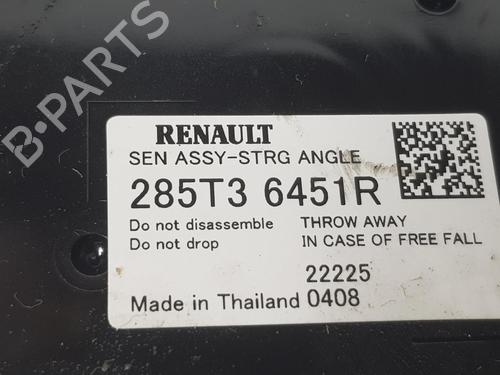 B-PARTS
RENAULT
SEN ASSY-STRG ANGLE
285T3 6451R
Do not disassemble THROW AWAY
Do not drop IN CASE OF FREE FALL
22225
Made in Thailand 0408